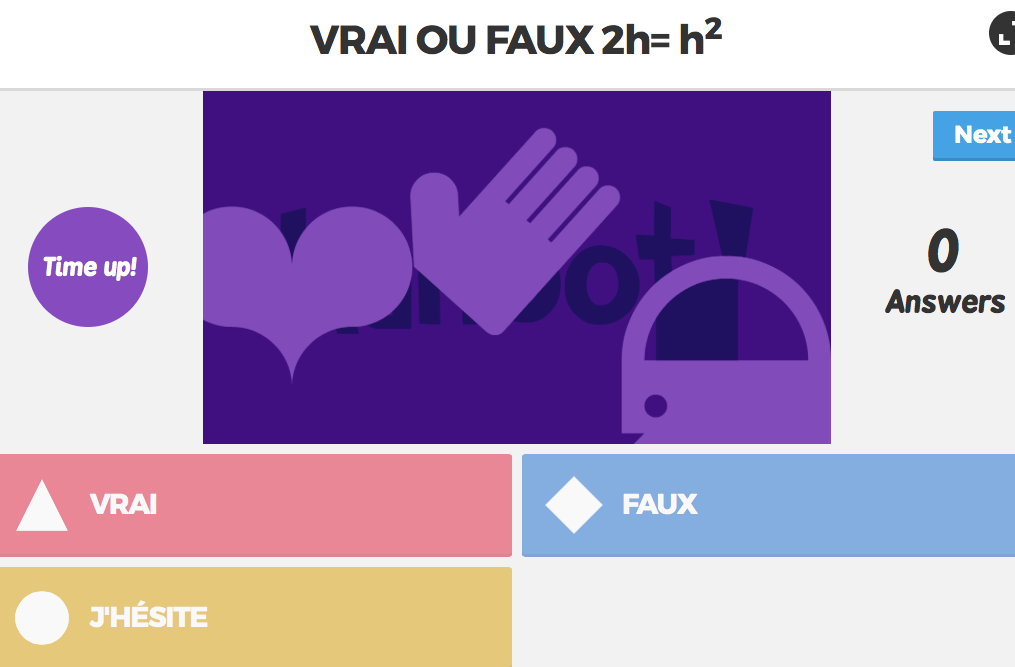 VRAI OU FAUX 2h= h²
Next
Time up!
0
Answers
VRAI
FAUX
J'HÉSITE